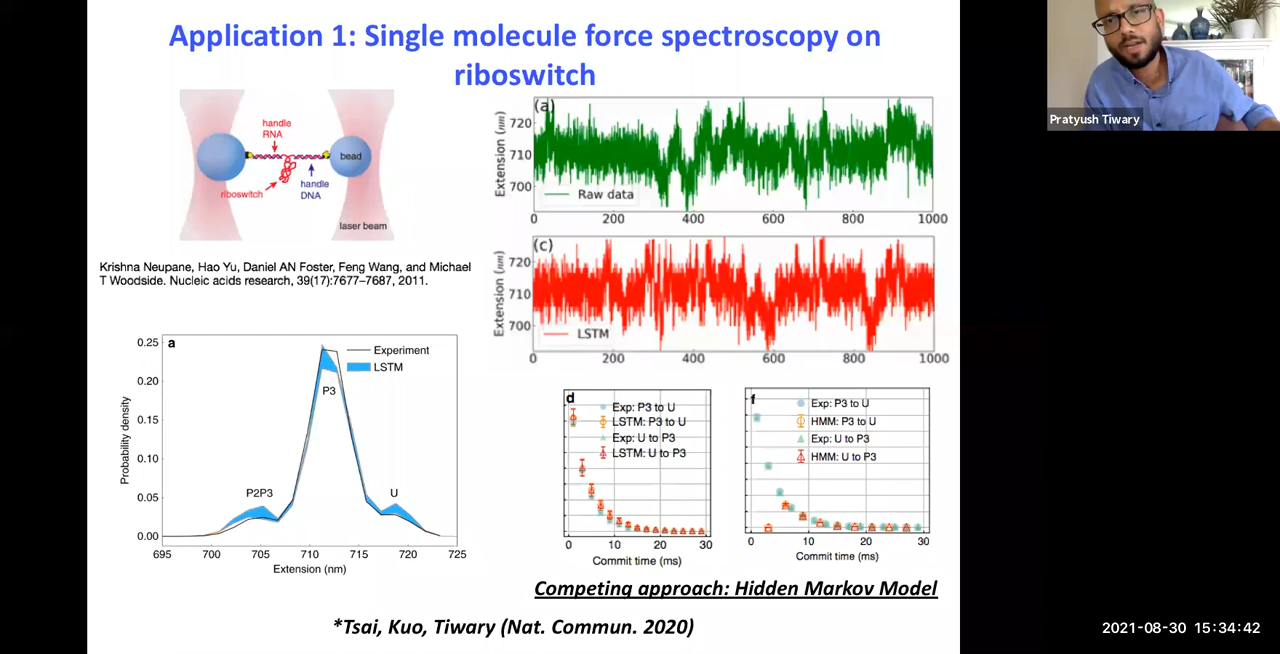 Application 1: Single molecule force spectroscopy on
riboswitch
Pratyush Tiwary
handle
RNA
bead
riboswitch
handle
DNA
laser beam
Krishna Neupane, Hao Yu, Daniel AN Foster, Feng Wang, and Michael
T Woodside. Nucleic acids research, 39(17):7677–7687, 2011.
(a)
Extension (nm)
720
710
700
Raw data
0 200 400 600 800 1000
(c)
Extension (nm)
720
710
700
LSTM
0 200 400 600 800 1000
a
Probability density
0.25
0.20
0.15
0.10
0.05
0.00
Experiment
LSTM
P3
P2P3
U
695 700 705 710 715 720 725
Extension (nm)
d
Exp: P3 to U
LSTM: P3 to U
Exp: U to P3
LSTM: U to P3
0 10 20 30
Commit time (ms)
f
Exp: P3 to U
HMM: P3 to U
Exp: U to P3
HMM: U to P3
0 10 20 30
Commit time (ms)
Competing approach: Hidden Markov Model
*Tsai, Kuo, Tiwary (Nat. Commun. 2020)
2021-08-30 15:34:42